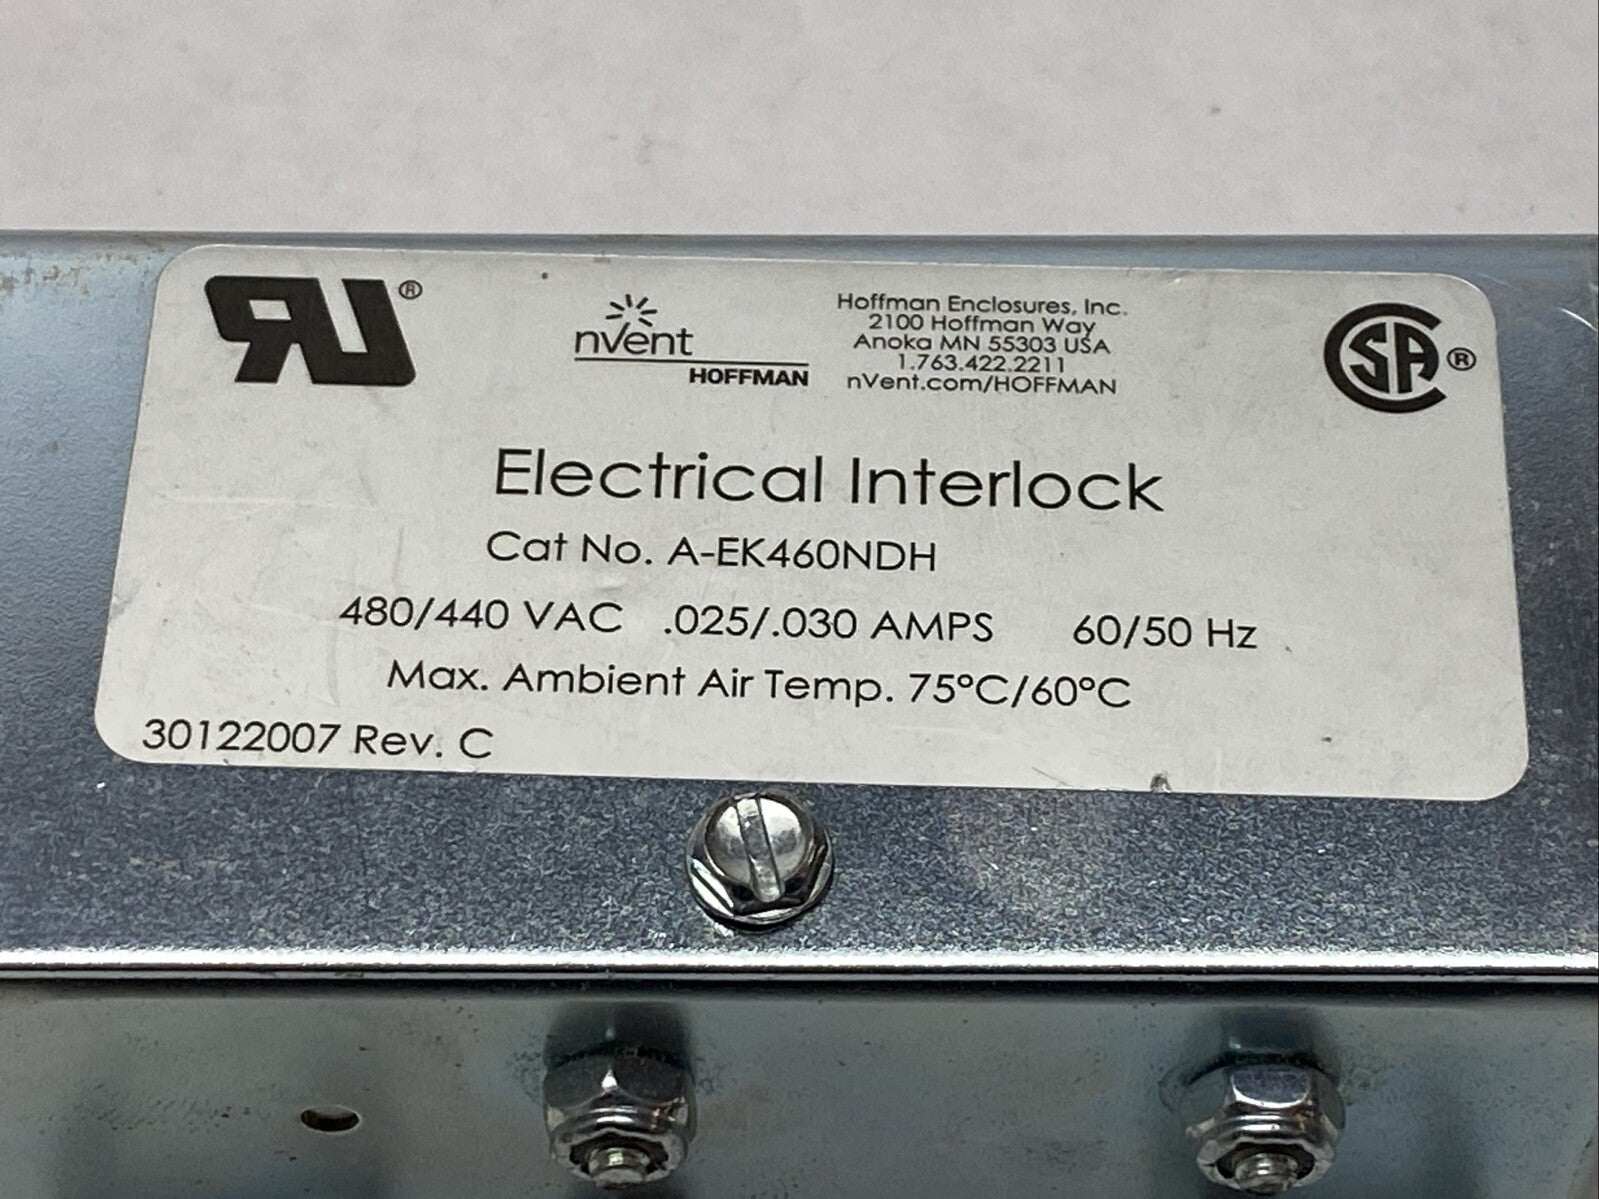 RU®
nVent
HOFFMAN
Hoffman Enclosures, Inc.
2100 Hoffman Way
Anoka MN 55303 USA
1.763.422.2211
nVent.com/HOFFMAN
CSA®
Electrical Interlock
Cat No. A-EK460NDH
480/440 VAC .025/.030 AMPS 60/50 Hz
Max. Ambient Air Temp. 75°C/60°C
30122007 Rev. C